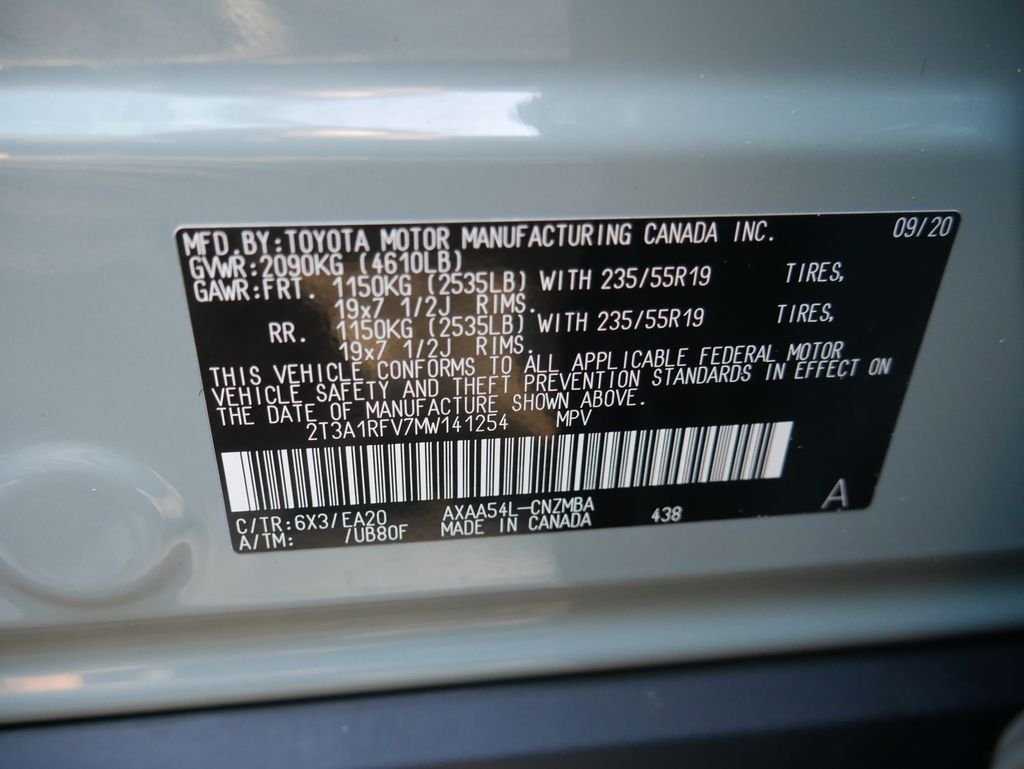 MFD.BY:TOYOTA MOTOR MANUFACTURING CANADA INC. 09/20
GVWR:2090KG (4610LB)
GAWR:FRT. 1150KG (2535LB) WITH 235/55R19 TIRES,
19x7 1/2J RIMS.
RR. 1150KG (2535LB) WITH 235/55R19 TIRES,
19x7 1/2J RIMS.
THIS VEHICLE CONFORMS TO ALL APPLICABLE FEDERAL MOTOR
VEHICLE SAFETY AND THEFT PREVENTION STANDARDS IN EFFECT ON
THE DATE OF MANUFACTURE SHOWN ABOVE.
2T3A1RFV7MW141254 MPV
C/TR:6X3/EA20 AXAA54L-CNZMBA 438 A
A/TM: /UB80F MADE IN CANADA